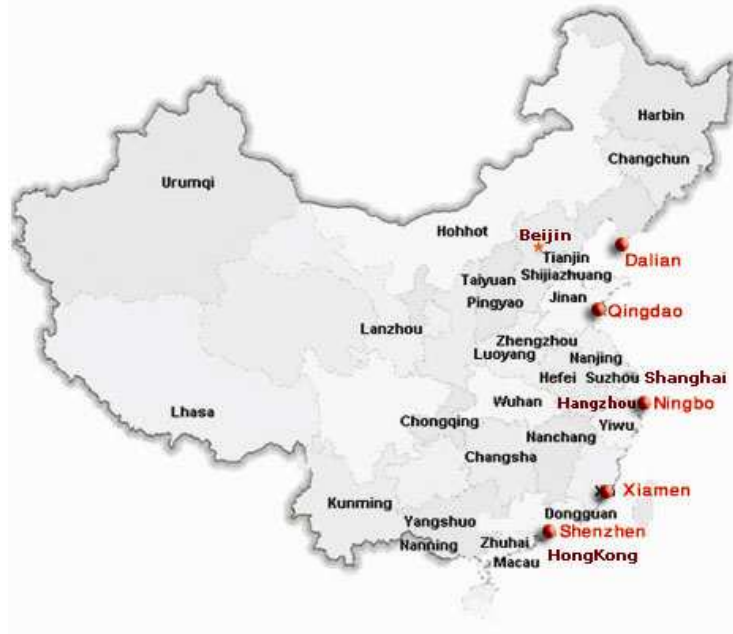 Harbin
Changchun
Urumqi
Hohhot
Beijin
Tianjin
Dalian
Shijiazhuang
Taiyuan
Jinan
Pingyao
Qingdao
Lanzhou
Zhengzhou
Luoyang
Nanjing
Hefei Suzhou Shanghai
Wuhan Hangzhou Ningbo
Lhasa
Chongqing
Yiwu
Nanchang
Changsha
Xiamen
Kunming
Dongguan
Yangshuo
Shenzhen
Nanning
Zhuhai
HongKong
Macau